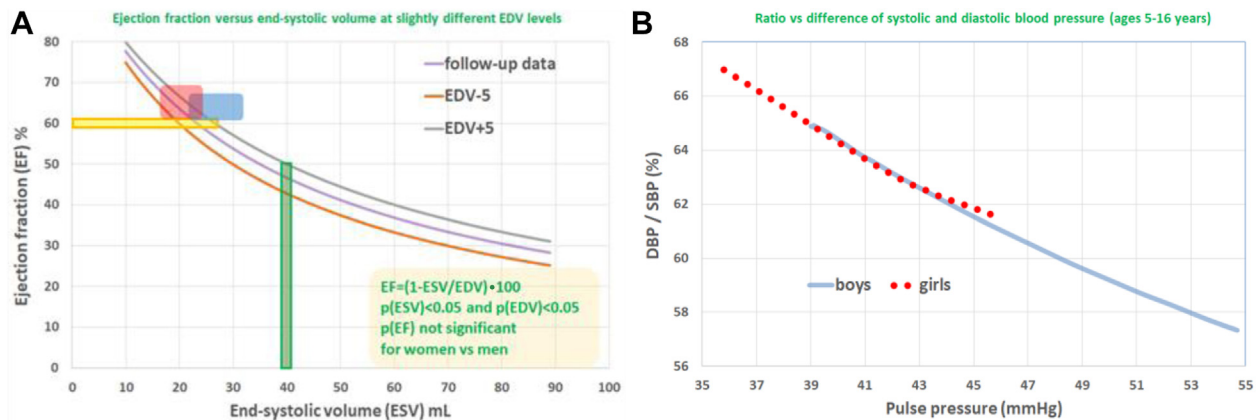 A
Ejection fraction versus end-systolic volume at slightly different EDV levels
Ejection fraction (EF) %
80
70
60
50
40
30
20
10
0
follow-up data
EDV-5
EDV+5
EF=(1-ESV/EDV)•100
p(ESV)<0.05 and p(EDV)<0.05
p(EF) not significant
for women vs men
0 10 20 30 40 50 60 70 80 90 100
End-systolic volume (ESV) mL
B
Ratio vs difference of systolic and diastolic blood pressure (ages 5-16 years)
DBP / SBP (%)
68
66
64
62
60
58
56
boys girls
35 37 39 41 43 45 47 49 51 53 55
Pulse pressure (mmHg)